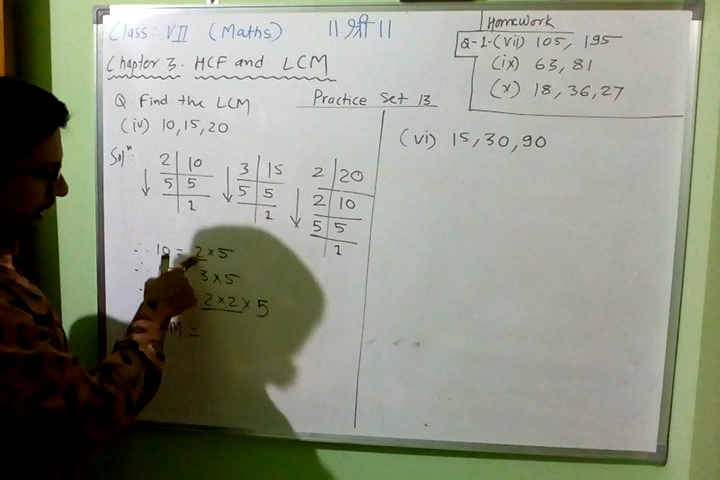 Class: VII (Maths) || श्री ||
Chapter 3. HCF and LCM
Practice Set 13
Q Find the LCM
(iv) 10, 15, 20
Solⁿ:
2 | 10
5 | 5
1
3 | 15
5 | 5
1
2 | 20
2 | 10
5 | 5
1
∴ 10 = 2 × 5
3 × 5
2 × 2 × 5
M =
(vi) 15, 30, 90
Homework
Q-1-(vii) 105, 195
(ix) 63, 81
(x) 18, 36, 27